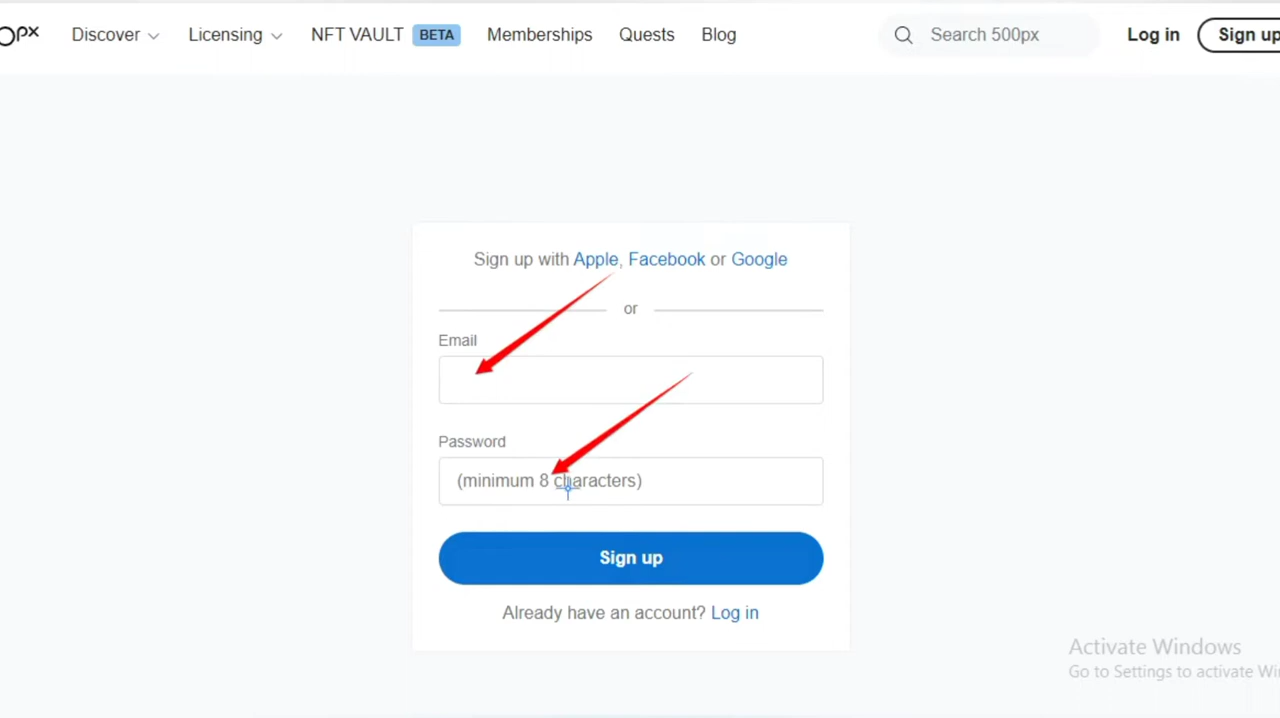 Discover Licensing NFT VAULT BETA Memberships Quests Blog Search 500px Log in Sign up
Sign up with Apple, Facebook or Google
or
Email
Password
(minimum 8 characters)
Sign up
Already have an account? Log in
Activate Windows
Go to Settings to activate